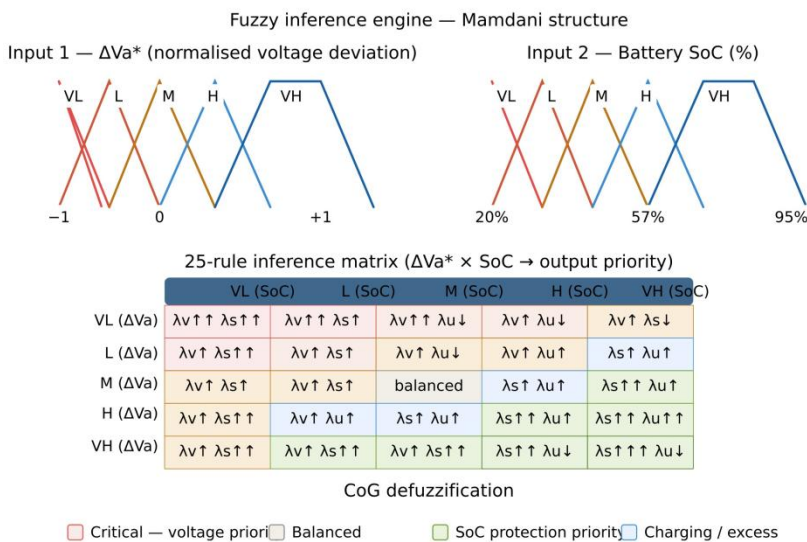 Fuzzy inference engine — Mamdani structure
Input 1 — ΔVa* (normalised voltage deviation) Input 2 — Battery SoC (%)
VL L M H VH VL L M H VH
−1 0 +1 20% 57% 95%
25-rule inference matrix (ΔVa* × SoC → output priority)
VL (SoC) L (SoC) M (SoC) H (SoC) VH (SoC)
VL (ΔVa) λv↑↑ λs↑↑ λv↑↑ λs↑ λv↑↑ λu↓ λv↑ λu↓ λv↑ λs↓
L (ΔVa) λv↑ λs↑↑ λv↑ λs↑ λv↑ λu↓ λv↑ λu↑ λs↑ λu↑
M (ΔVa) λv↑ λs↑ λv↑ λs↑ balanced λs↑ λu↑ λs↑↑ λu↑
H (ΔVa) λv↑ λs↑↑ λv↑ λu↑ λs↑ λu↑ λs↑↑ λu↑ λs↑↑ λu↑↑
VH (ΔVa) λv↑ λs↑↑ λv↑ λs↑↑ λv↑ λs↑↑ λs↑↑ λu↓ λs↑↑↑ λu↓
CoG defuzzification
Critical — voltage priori Balanced SoC protection priority Charging / excess